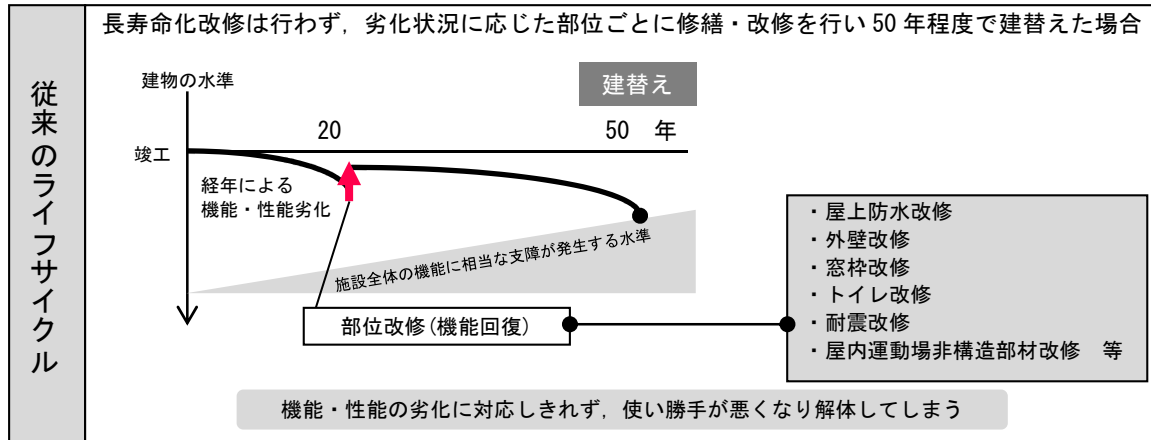 長寿命化改修は行わず，劣化状況に応じた部位ごとに修繕・改修を行い 50 年程度で建替えた場合
従来のライフサイクル
建物の水準
建替え
20
50 年
竣工
経年による
機能・性能劣化
施設全体の機能に相当な支障が発生する水準
部位改修(機能回復)
・屋上防水改修
・外壁改修
・窓枠改修
・トイレ改修
・耐震改修
・屋内運動場非構造部材改修　等
機能・性能の劣化に対応しきれず，使い勝手が悪くなり解体してしまう